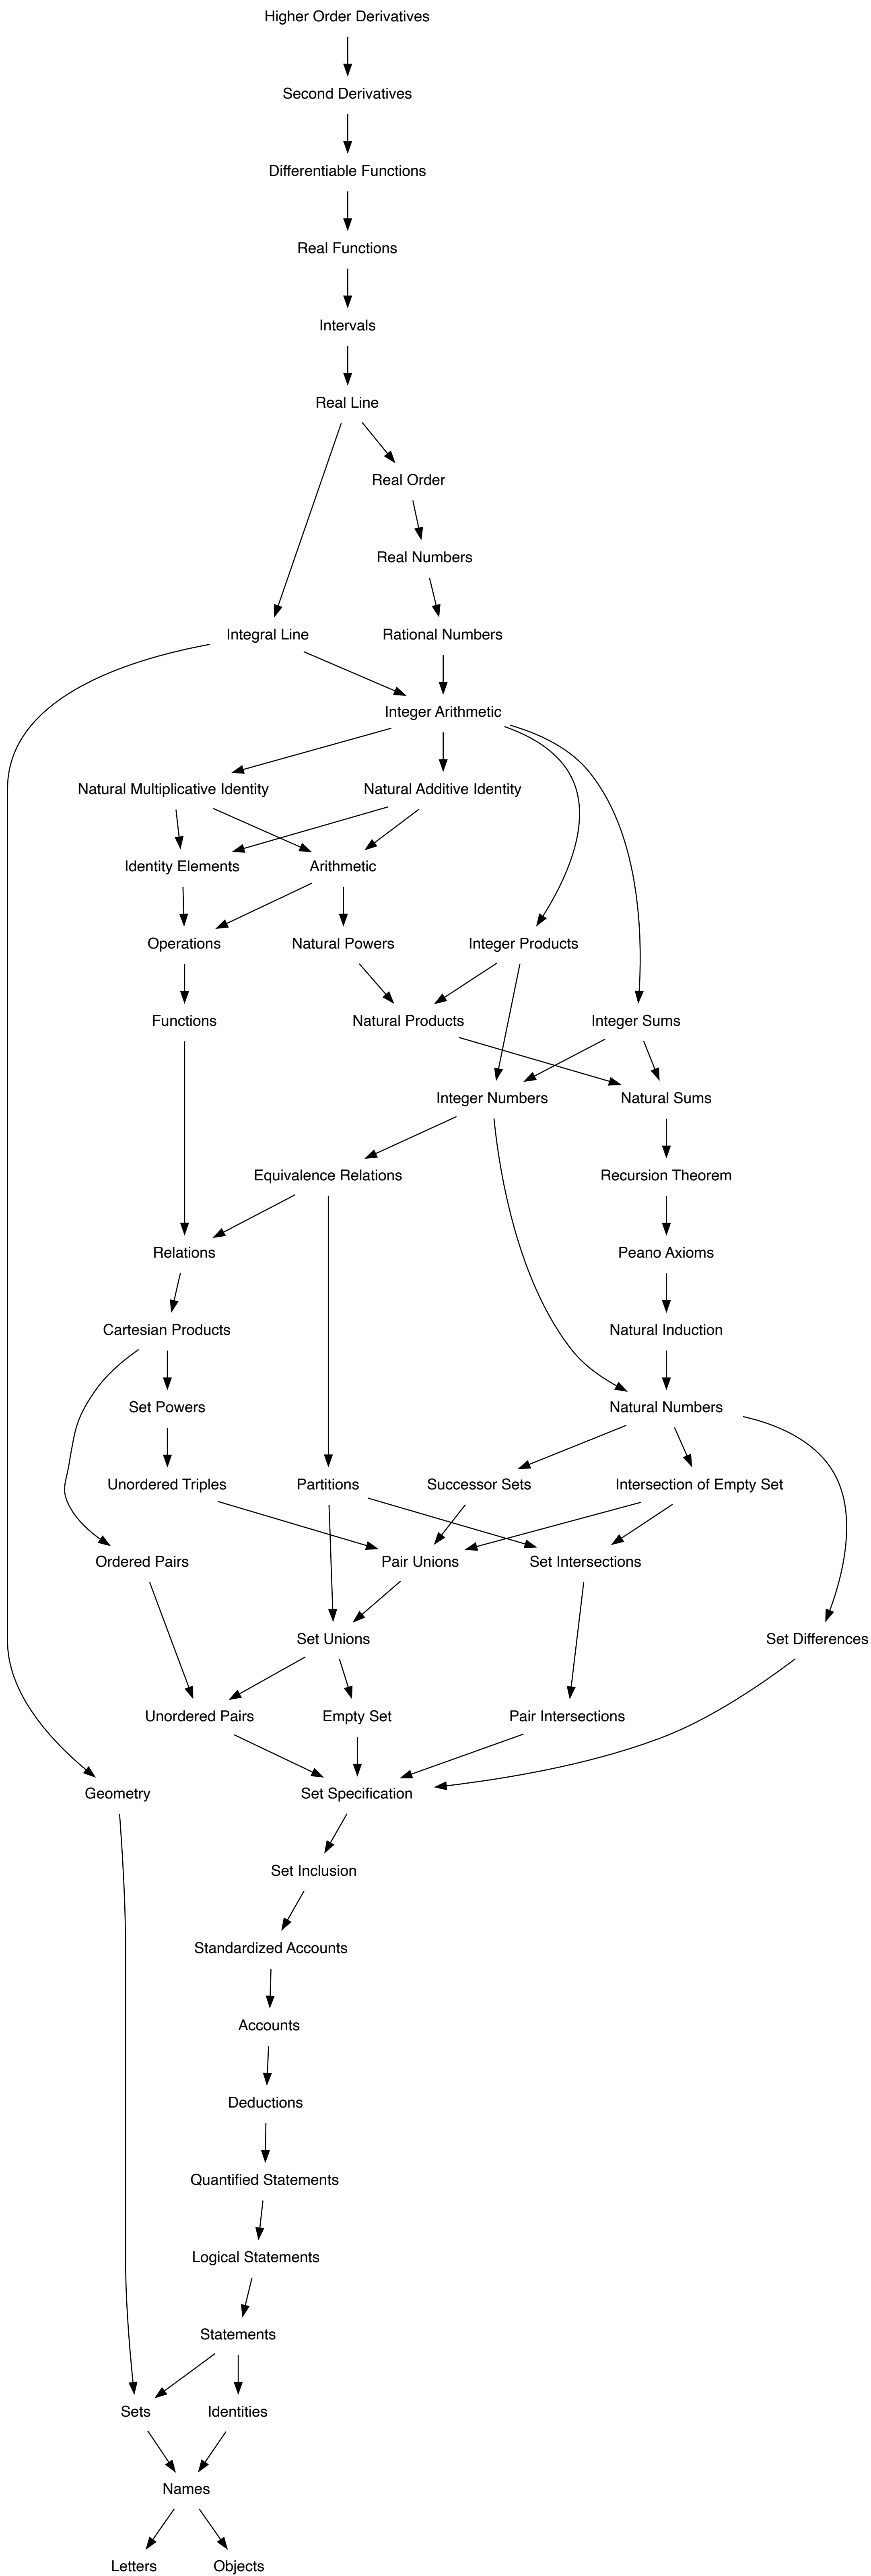 Higher Order Derivatives
Second Derivatives
Differentiable Functions
Real Functions
Intervals
Real Line
Real Order
Real Numbers
Integral Line
Rational Numbers
Integer Arithmetic
Natural Multiplicative Identity
Natural Additive Identity
Identity Elements
Arithmetic
Operations
Natural Powers
Integer Products
Functions
Natural Products
Integer Sums
Integer Numbers
Natural Sums
Equivalence Relations
Recursion Theorem
Relations
Peano Axioms
Cartesian Products
Natural Induction
Set Powers
Natural Numbers
Unordered Triples
Partitions
Successor Sets
Intersection of Empty Set
Ordered Pairs
Pair Unions
Set Intersections
Set Unions
Set Differences
Unordered Pairs
Empty Set
Pair Intersections
Geometry
Set Specification
Set Inclusion
Standardized Accounts
Accounts
Deductions
Quantified Statements
Logical Statements
Statements
Sets
Identities
Names
Letters
Objects